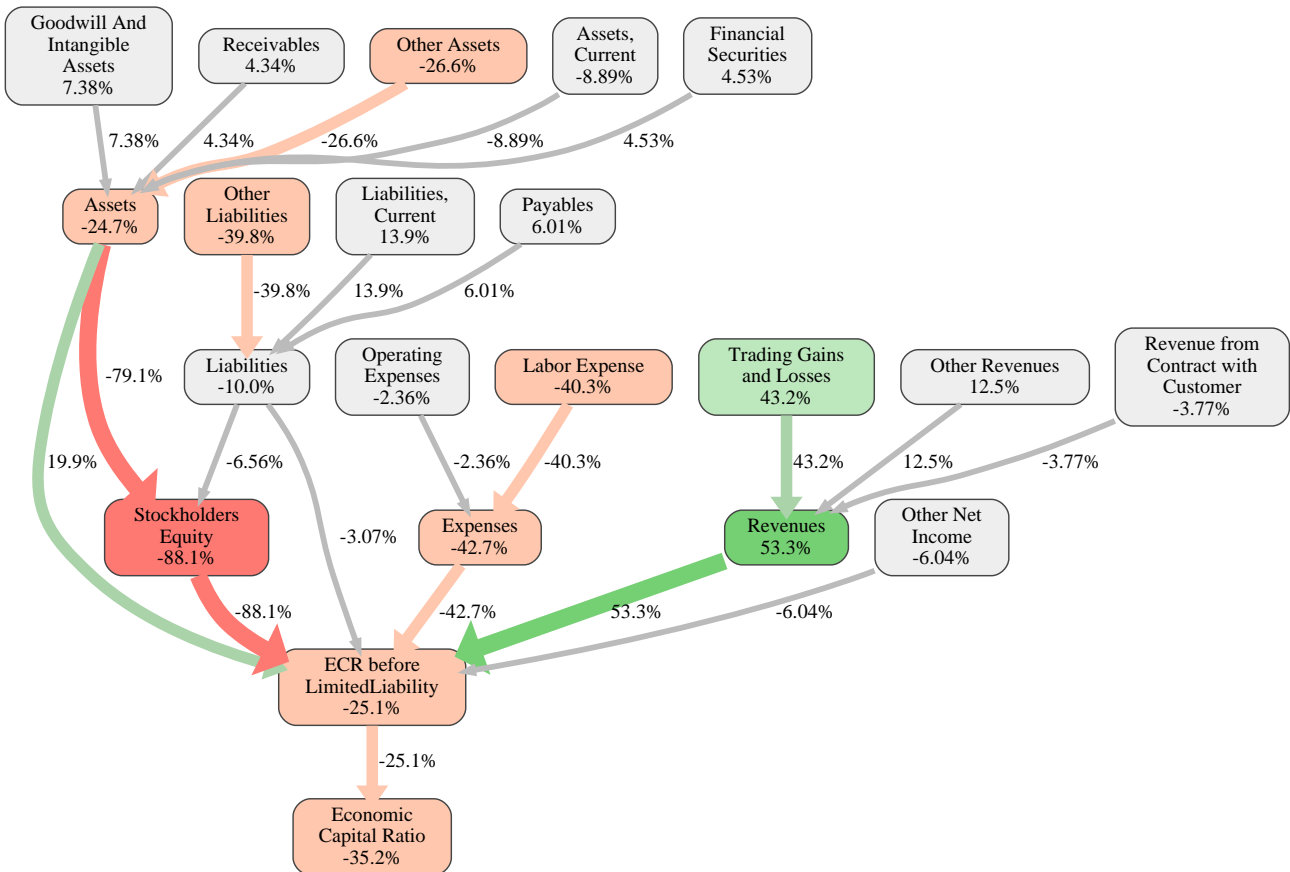 Goodwill And
Intangible
Assets
7.38%
Receivables
4.34%
Other Assets
-26.6%
Assets,
Current
-8.89%
Financial
Securities
4.53%
7.38%
4.34%
-26.6%
-8.89%
4.53%
Assets
-24.7%
Other
Liabilities
-39.8%
Liabilities,
Current
13.9%
Payables
6.01%
-39.8%
13.9%
6.01%
Liabilities
-10.0%
Operating
Expenses
-2.36%
Labor Expense
-40.3%
Trading Gains
and Losses
43.2%
Other Revenues
12.5%
Revenue from
Contract with
Customer
-3.77%
-79.1%
19.9%
-6.56%
-2.36%
-40.3%
43.2%
12.5%
-3.77%
Stockholders
Equity
-88.1%
-3.07%
Expenses
-42.7%
Revenues
53.3%
Other Net
Income
-6.04%
-88.1%
-42.7%
53.3%
-6.04%
ECR before
LimitedLiability
-25.1%
-25.1%
Economic
Capital Ratio
-35.2%